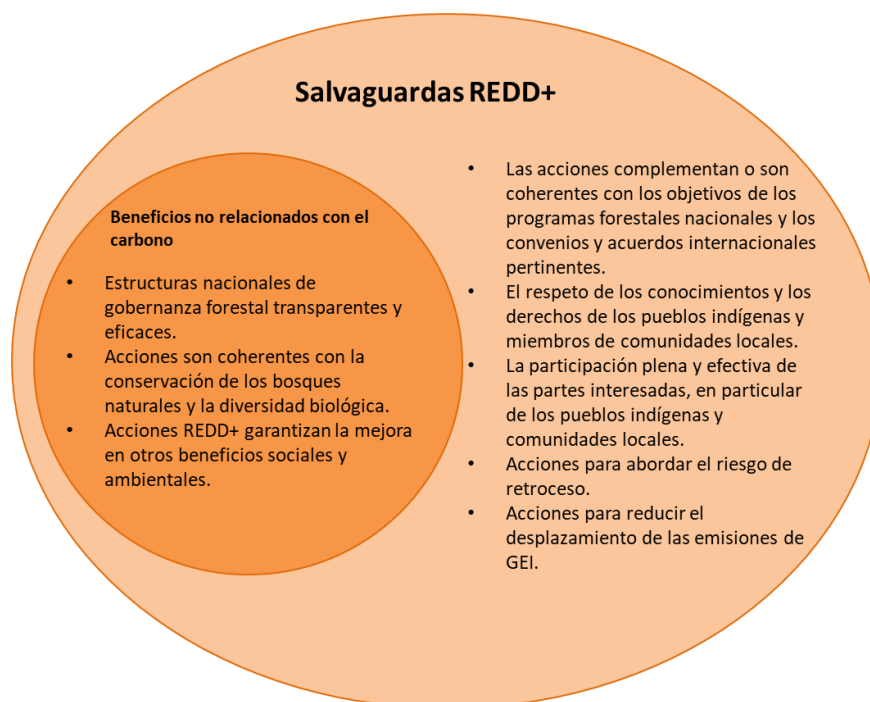 Salvaguardas REDD+
Beneficios no relacionados con el
carbono
• Estructuras nacionales de
gobernanza forestal transparentes y
eficaces.
• Acciones son coherentes con la
conservación de los bosques
naturales y la diversidad biológica.
• Acciones REDD+ garantizan la mejora
en otros beneficios sociales y
ambientales.
• Las acciones complementan o son
coherentes con los objetivos de los
programas forestales nacionales y los
convenios y acuerdos internacionales
pertinentes.
• El respeto de los conocimientos y los
derechos de los pueblos indígenas y
miembros de comunidades locales.
• La participación plena y efectiva de
las partes interesadas, en particular
de los pueblos indígenas y
comunidades locales.
• Acciones para abordar el riesgo de
retroceso.
• Acciones para reducir el
desplazamiento de las emisiones de
GEI.